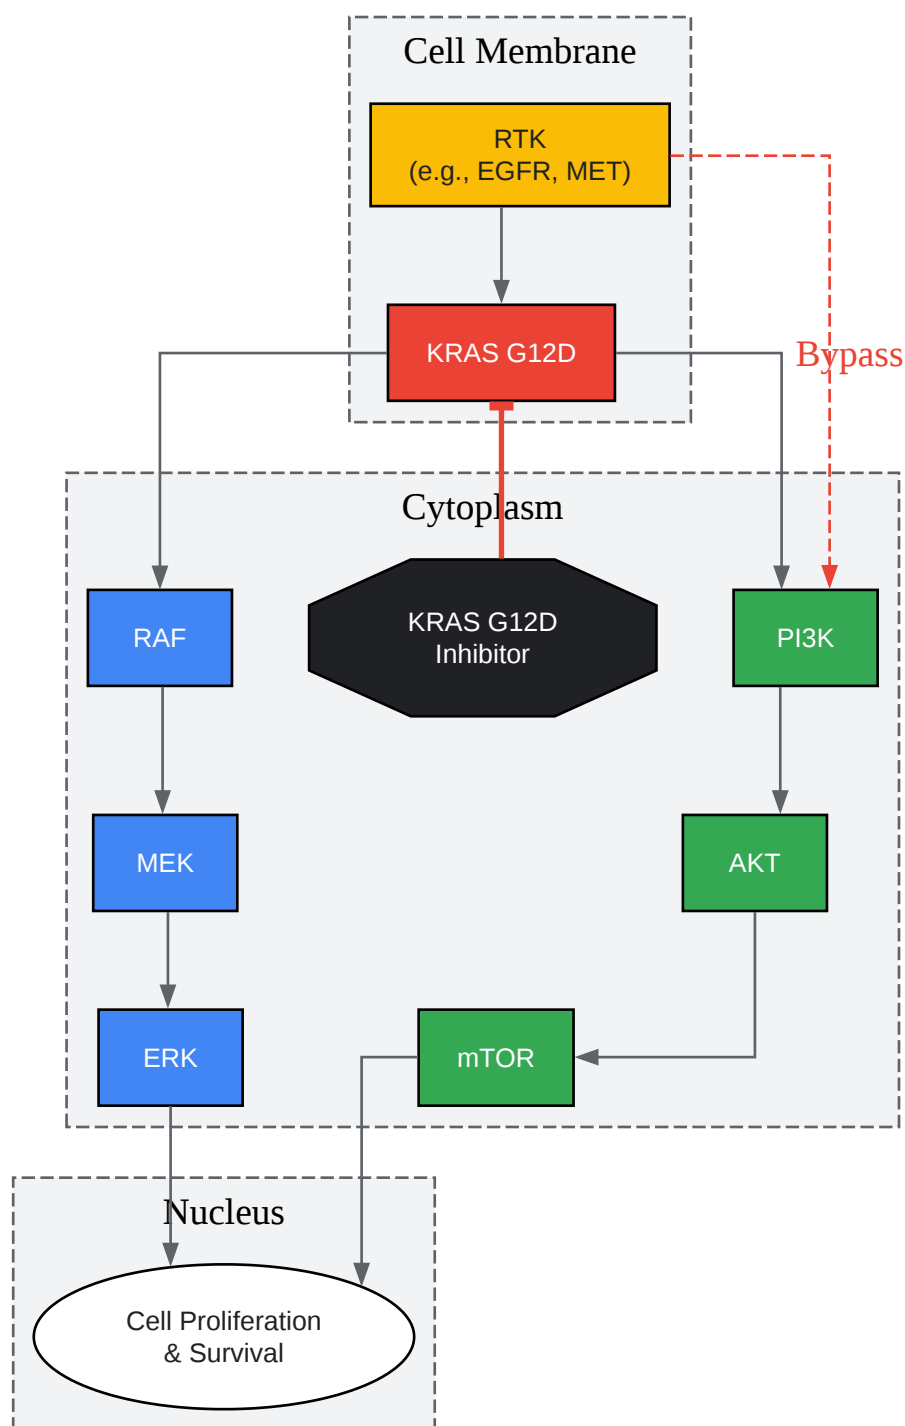 Cell Membrane
RTK
(e.g., EGFR, MET)
KRAS G12D
Bypass
Cytoplasm
RAF
KRAS G12D
Inhibitor
PI3K
MEK
AKT
ERK
mTOR
Nucleus
Cell Proliferation
& Survival